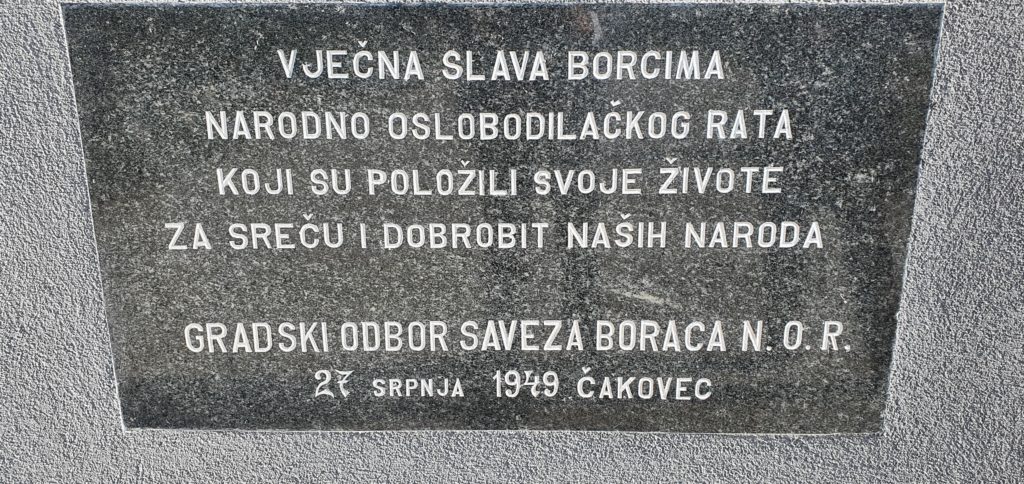 VJEČNA SLAVA BORCIMA
NARODNO OSLOBODILAČKOG RATA
KOJI SU POLOŽILI SVOJE ŽIVOTE
ZA SREČU I DOBROBIT NAŠIH NARODA
GRADSKI ODBOR SAVEZA BORACA N. O. R.
27 SRPNJA 1949 ČAKOVEC